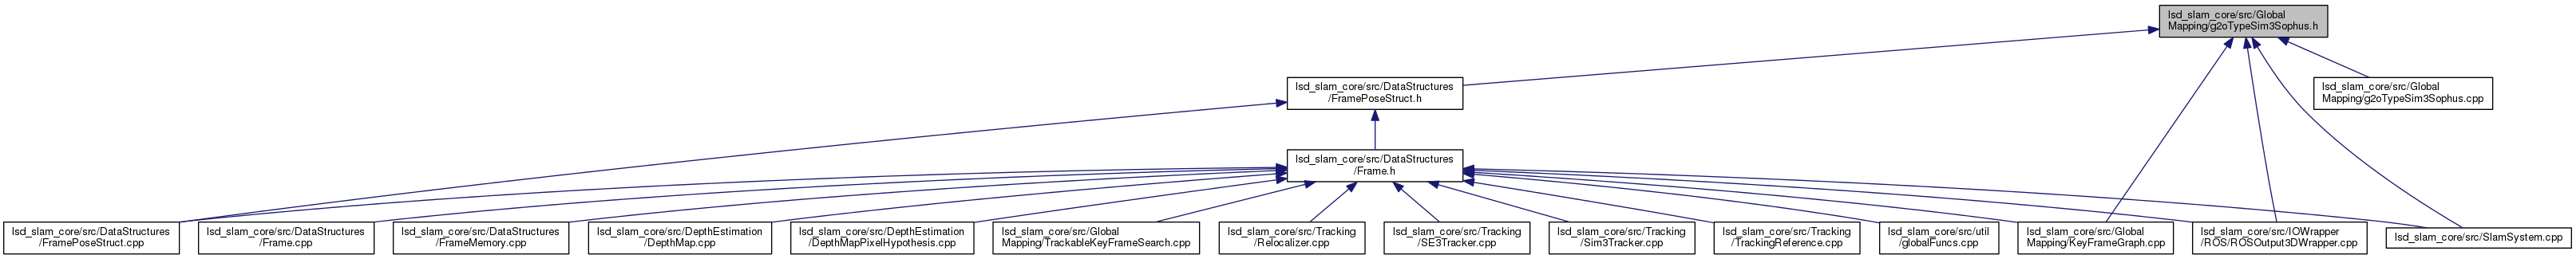 lsd_slam_core/src/Global
Mapping/g2oTypeSim3Sophus.h
lsd_slam_core/src/DataStructures
/FramePoseStruct.h
lsd_slam_core/src/Global
Mapping/g2oTypeSim3Sophus.cpp
lsd_slam_core/src/DataStructures
/Frame.h
lsd_slam_core/src/DataStructures
/FramePoseStruct.cpp
lsd_slam_core/src/DataStructures
/Frame.cpp
lsd_slam_core/src/DataStructures
/FrameMemory.cpp
lsd_slam_core/src/DepthEstimation
/DepthMap.cpp
lsd_slam_core/src/DepthEstimation
/DepthMapPixelHypothesis.cpp
lsd_slam_core/src/Global
Mapping/TrackableKeyFrameSearch.cpp
lsd_slam_core/src/Tracking
/Relocalizer.cpp
lsd_slam_core/src/Tracking
/SE3Tracker.cpp
lsd_slam_core/src/Tracking
/Sim3Tracker.cpp
lsd_slam_core/src/Tracking
/TrackingReference.cpp
lsd_slam_core/src/util
/globalFuncs.cpp
lsd_slam_core/src/Global
Mapping/KeyFrameGraph.cpp
lsd_slam_core/src/IOWrapper
/ROS/ROSOutput3DWrapper.cpp
lsd_slam_core/src/SlamSystem.cpp